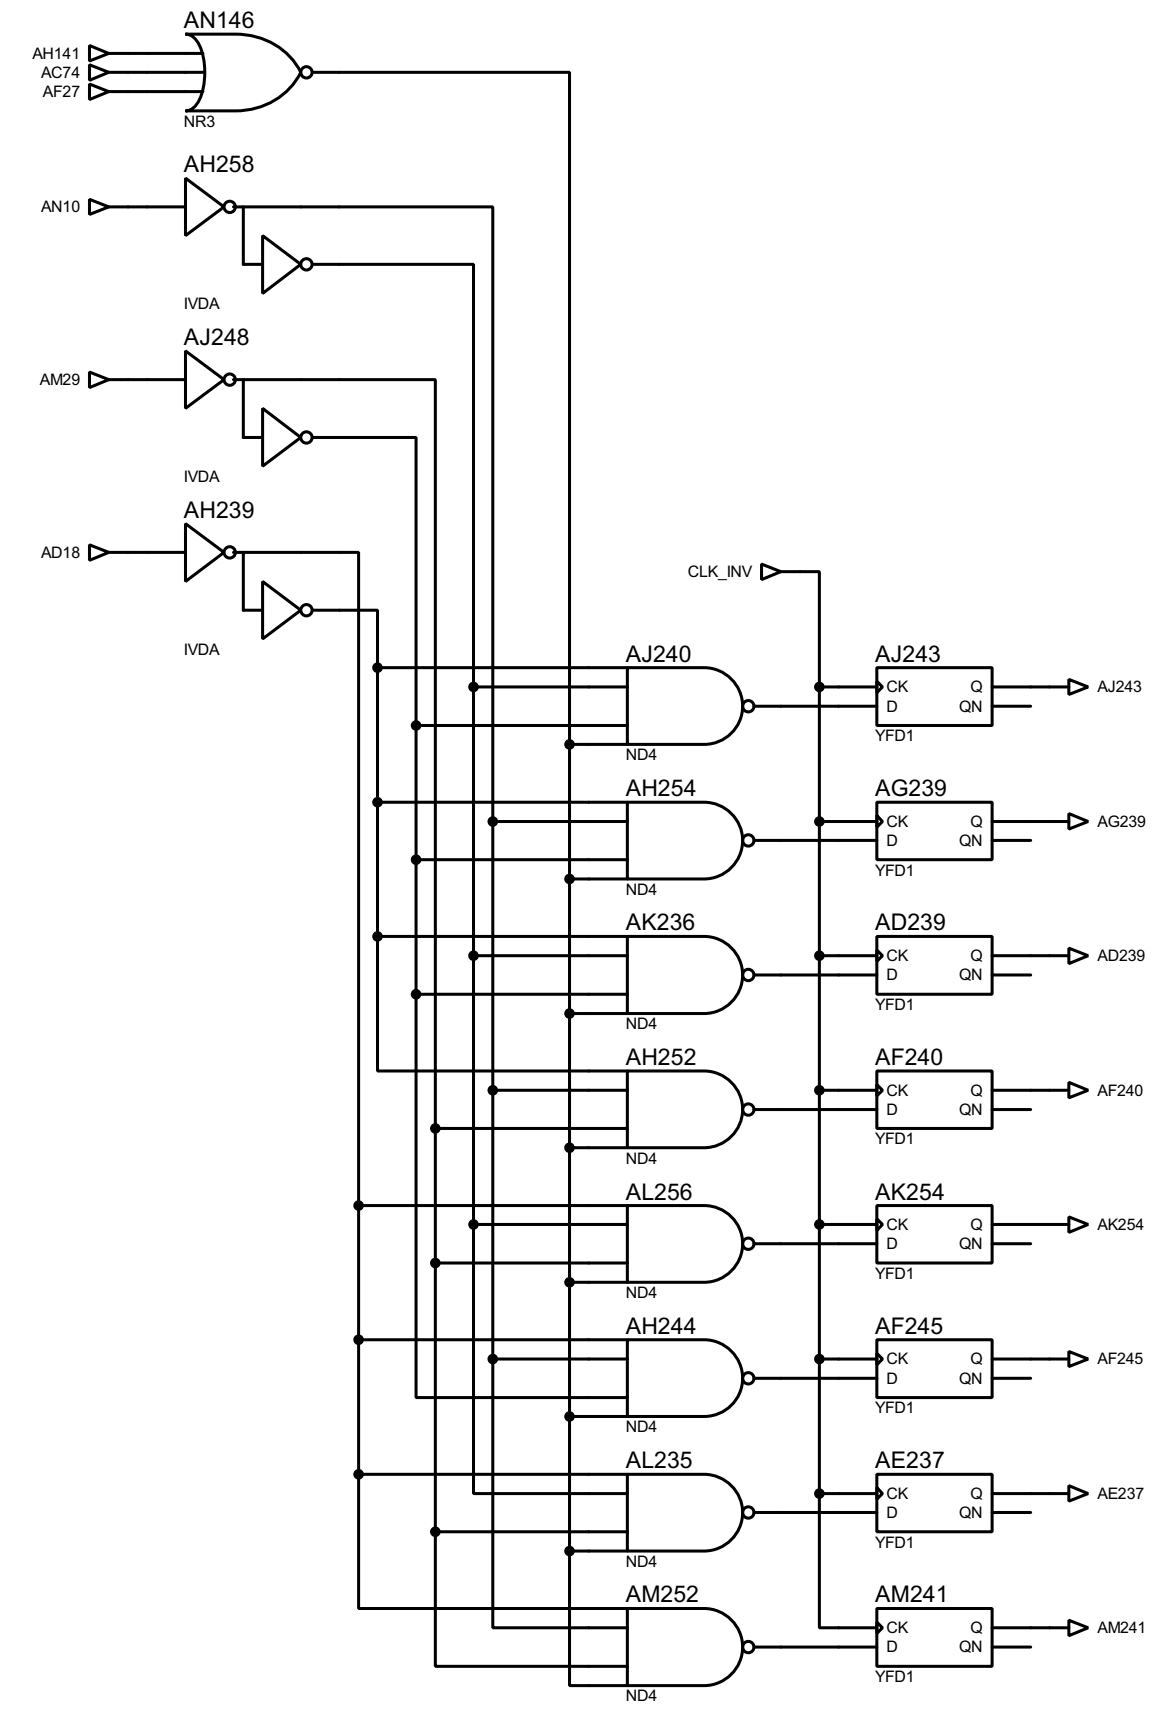 AN146
AH141
AC74
AF27
NR3
AH258
AN10
IVDA
AJ248
AM29
IVDA
AH239
AD18
CLK_INV
IVDA
AJ240 AJ243
CK Q AJ243
D QN
ND4 YFD1
AH254 AG239
CK Q AG239
D QN
ND4 YFD1
AK236 AD239
CK Q AD239
D QN
ND4 YFD1
AH252 AF240
CK Q AF240
D QN
ND4 YFD1
AL256 AK254
CK Q AK254
D QN
ND4 YFD1
AH244 AF245
CK Q AF245
D QN
ND4 YFD1
AL235 AE237
CK Q AE237
D QN
ND4 YFD1
AM252 AM241
CK Q AM241
D QN
ND4 YFD1